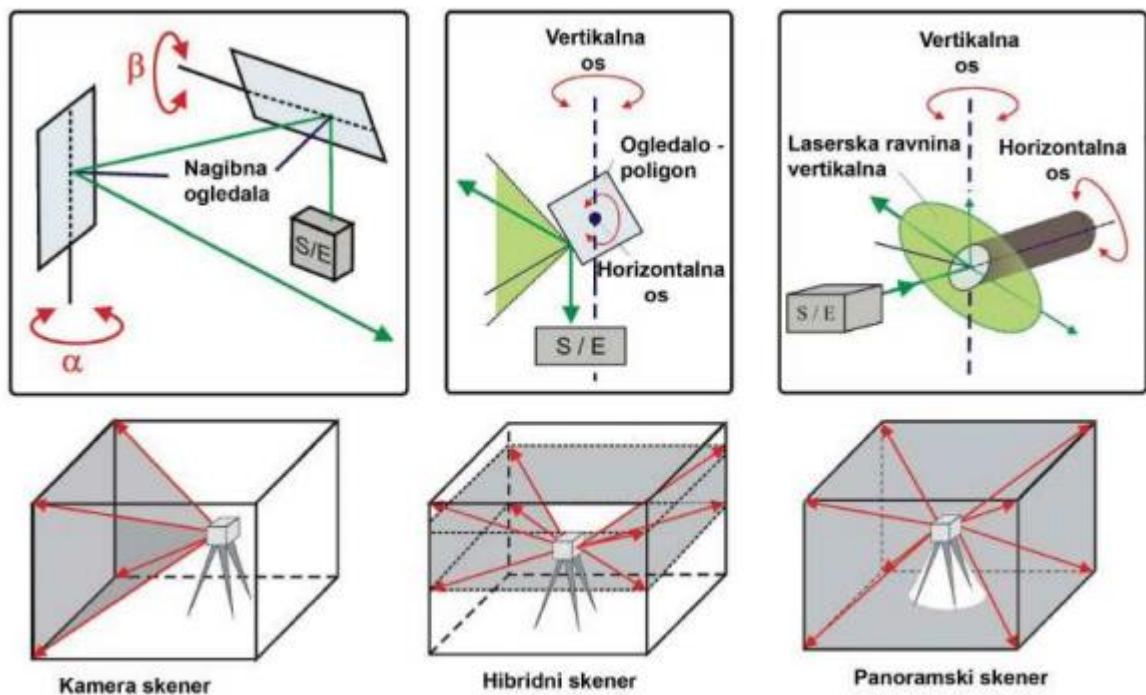 β
Nagibna
ogledala
S/E
α
Vertikalna
os
Ogledalo -
poligon
Horizontalna
os
S / E
Vertikalna
os
Laserska ravnina
vertikalna
Horizontalna
os
S / E
Kamera skener
Hibridni skener
Panoramski skener